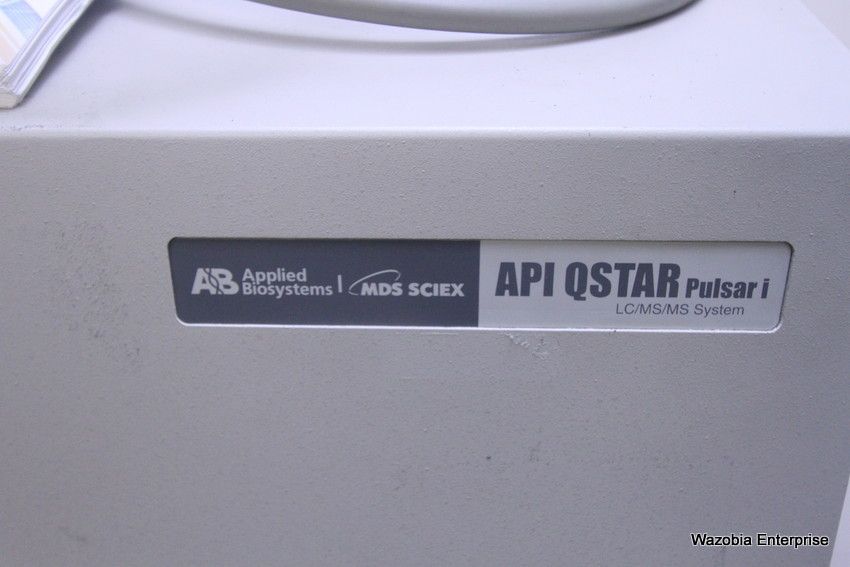 AB Applied Biosystems | MDS SCIEX
API QSTAR Pulsar i
LC/MS/MS System
Wazobia Enterprise